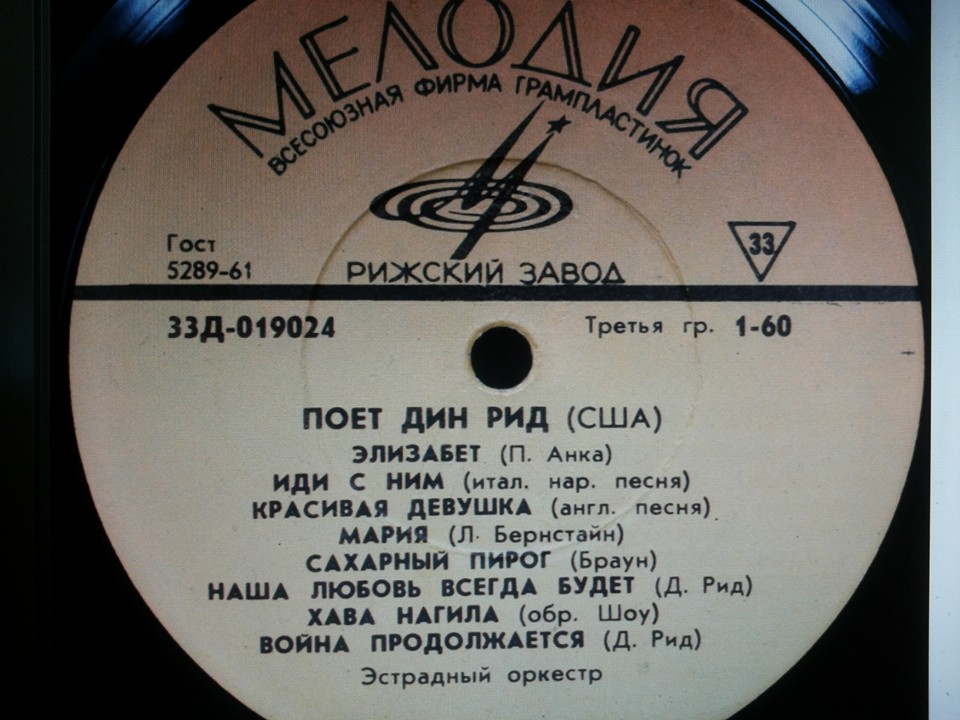 МЕЛОДИЯ
ВСЕСОЮЗНАЯ ФИРМА ГРАМПЛАСТИНОК
Гост
5289-61
РИЖСКИЙ ЗАВОД
33
33Д-019024
Третья гр. 1-60
ПОЕТ ДИН РИД (США)
ЭЛИЗАБЕТ (П. Анка)
ИДИ С НИМ (итал. нар. песня)
КРАСИВАЯ ДЕВУШКА (англ. песня)
МАРИЯ (Л. Бернстайн)
САХАРНЫЙ ПИРОГ (Браун)
НАША ЛЮБОВЬ ВСЕГДА БУДЕТ (Д. Рид)
ХАВА НАГИЛА (обр. Шоу)
ВОЙНА ПРОДОЛЖАЕТСЯ (Д. Рид)
Эстрадный оркестр